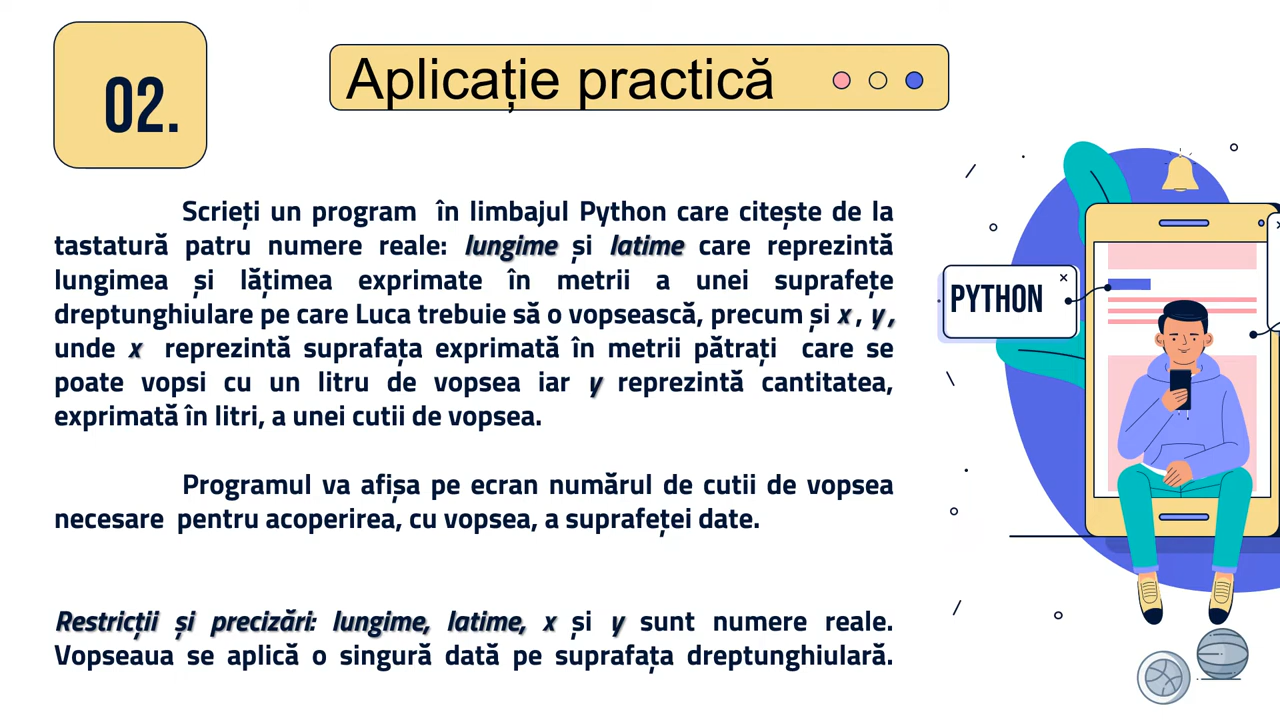 02.
Aplicație practică
Scrieți un program în limbajul Python care citește de la
tastatură patru numere reale: lungime și latime care reprezintă
lungimea și lățimea exprimate în metrii a unei suprafețe
dreptunghiulare pe care Luca trebuie să o vopsească, precum și x , y ,
unde x reprezintă suprafața exprimată în metrii pătrați care se
poate vopsi cu un litru de vopsea iar y reprezintă cantitatea,
exprimată în litri, a unei cutii de vopsea.
Programul va afișa pe ecran numărul de cutii de vopsea
necesare pentru acoperirea, cu vopsea, a suprafeței date.
Restricții și precizări: lungime, latime, x și y sunt numere reale.
Vopseaua se aplică o singură dată pe suprafața dreptunghiulară.
PYTHON